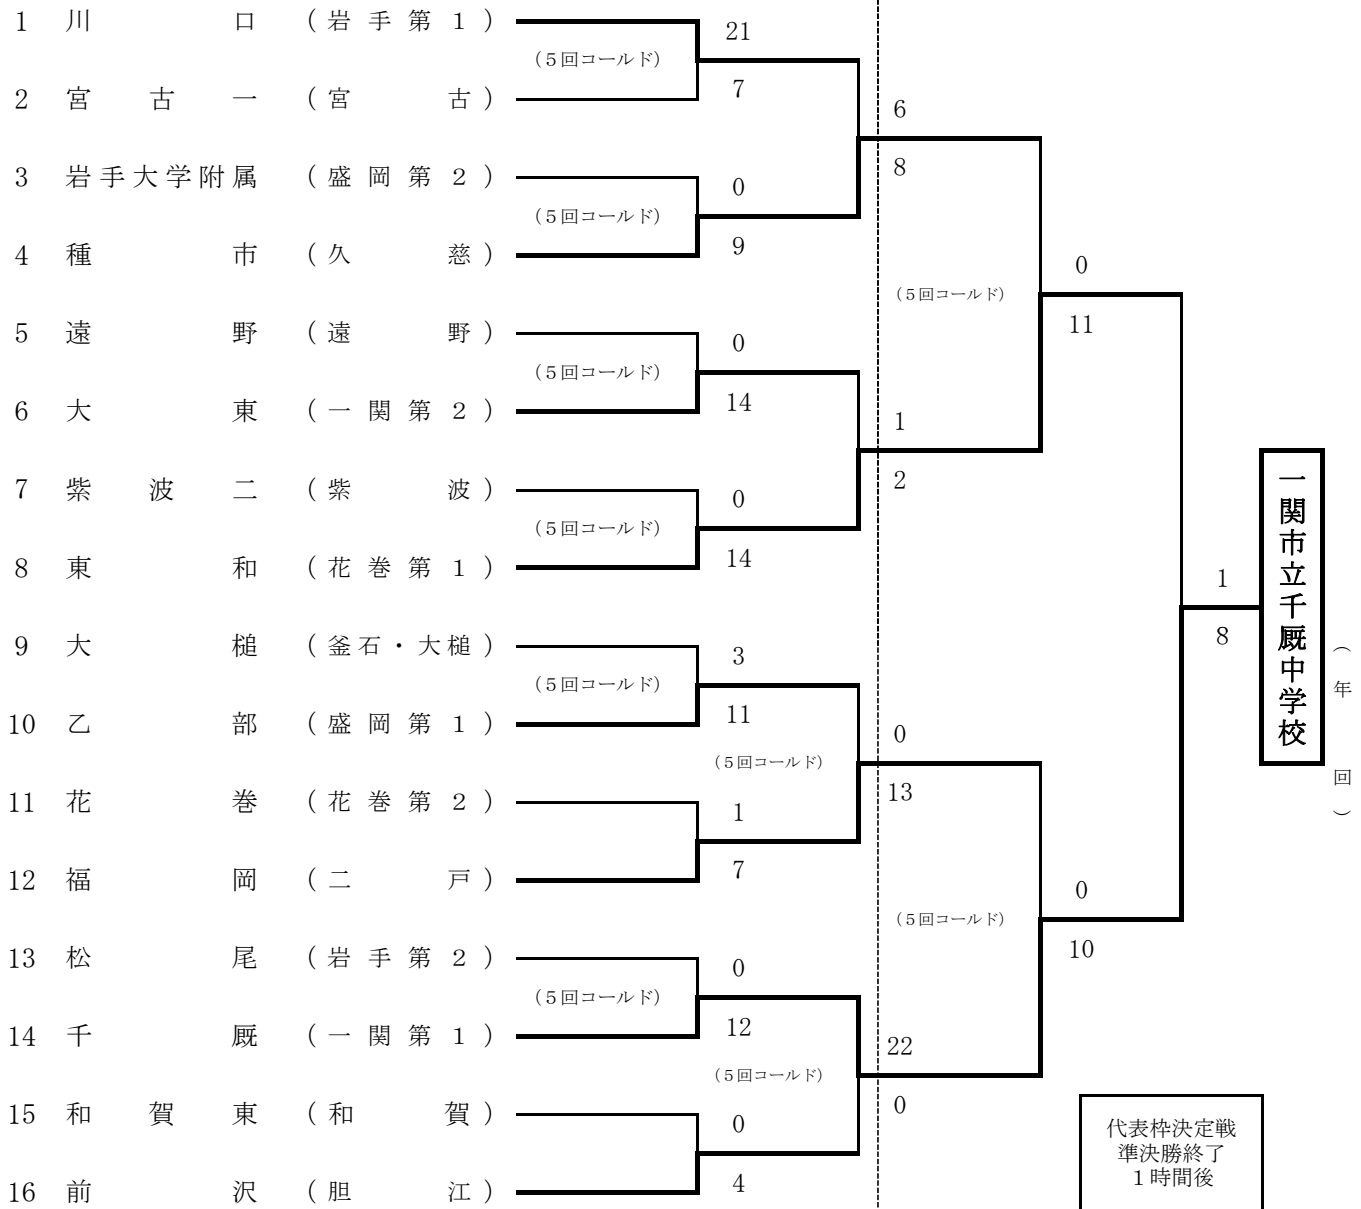 1 川口 (岩手第1)
21
(5回コールド)
7
2 宮古一 (宮古)
6
8
3 岩手大学附属 (盛岡第2)
0
(5回コールド)
9
4 種市 (久慈)
0
(5回コールド)
11
5 遠野 (遠野)
0
(5回コールド)
14
6 大東 (一関第2)
1
2
7 紫波二 (紫波)
0
(5回コールド)
14
8 東和 (花巻第1)
1
8
一関市立千厩中学校
(年回)
9 大槌 (釜石・大槌)
3
(5回コールド)
11
10 乙部 (盛岡第1)
0
(5回コールド)
13
11 花巻 (花巻第2)
1
7
12 福岡 (二戸)
0
(5回コールド)
10
13 松尾 (岩手第2)
0
(5回コールド)
12
14 千厩 (一関第1)
22
(5回コールド)
0
15 和賀東 (和賀)
0
4
16 前沢 (胆江)
代表枠決定戦
準決勝終了
1時間後